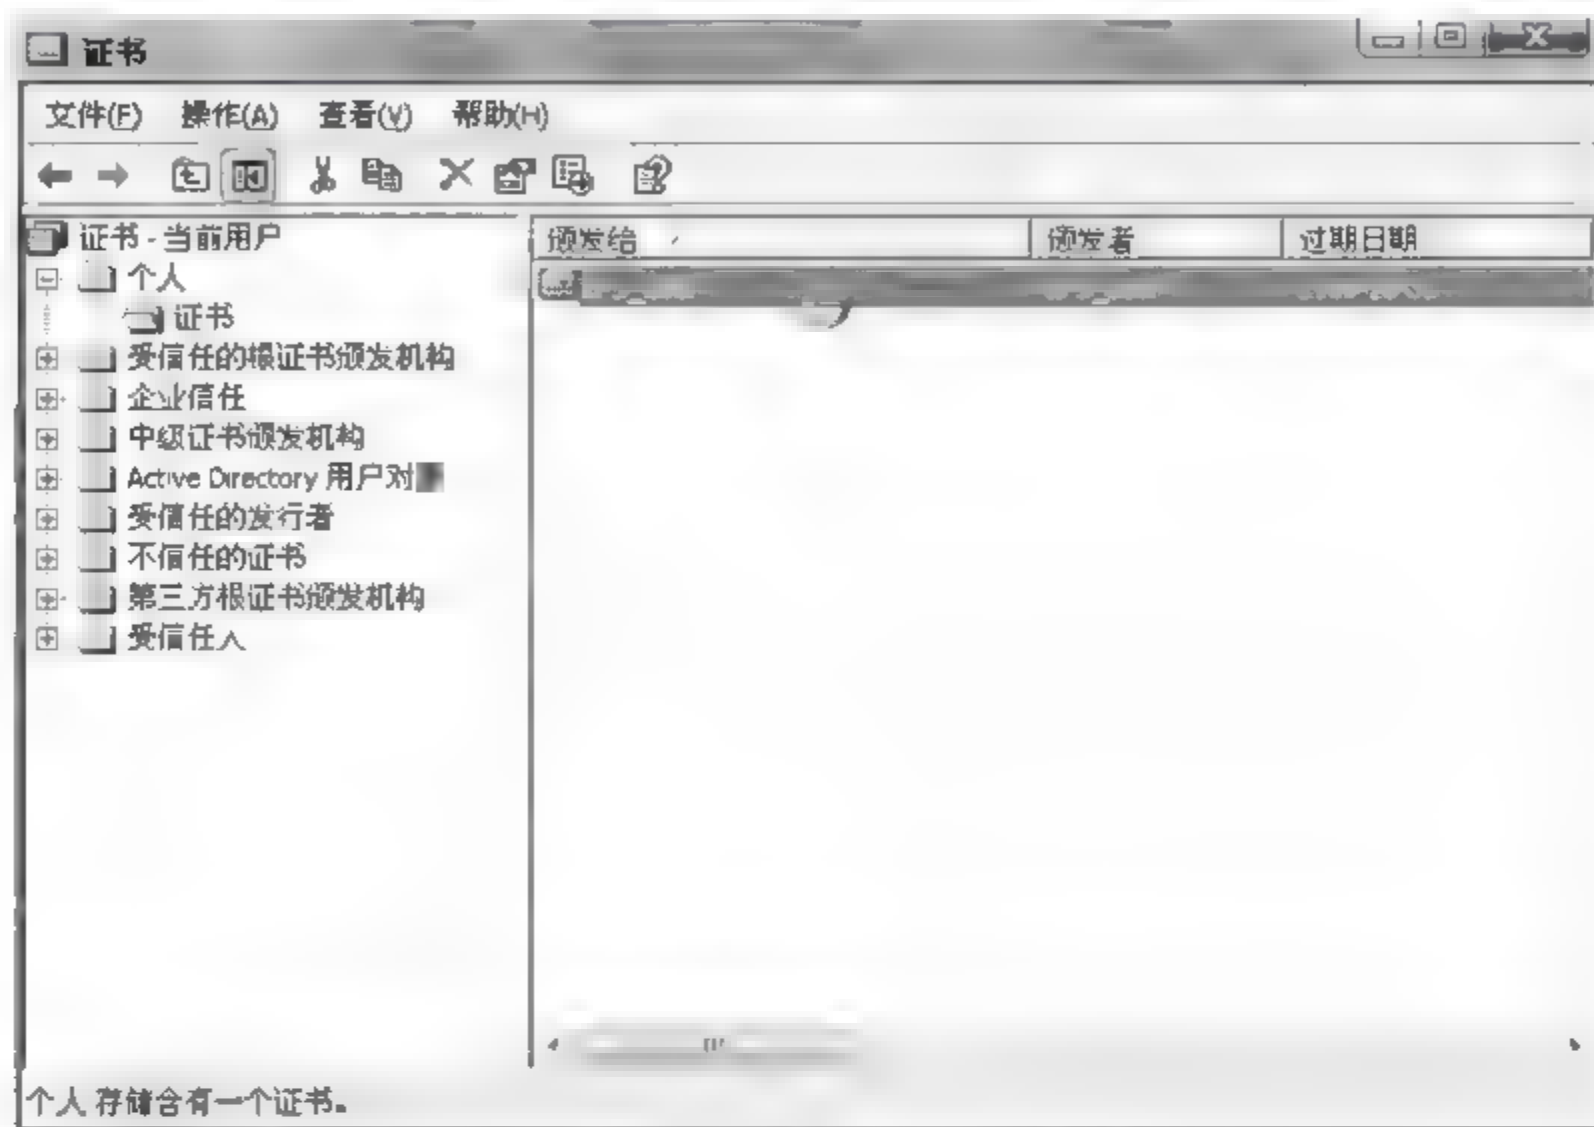 证书
文件(F) 操作(A) 查看(V) 帮助(H)
证书 - 当前用户
个人
证书
受信任的根证书颁发机构
企业信任
中级证书颁发机构
Active Directory 用户对
受信任的发行者
不信任的证书
第三方根证书颁发机构
受信任人
颁发给 颁发者 过期日期
个人 存储含有一个证书。